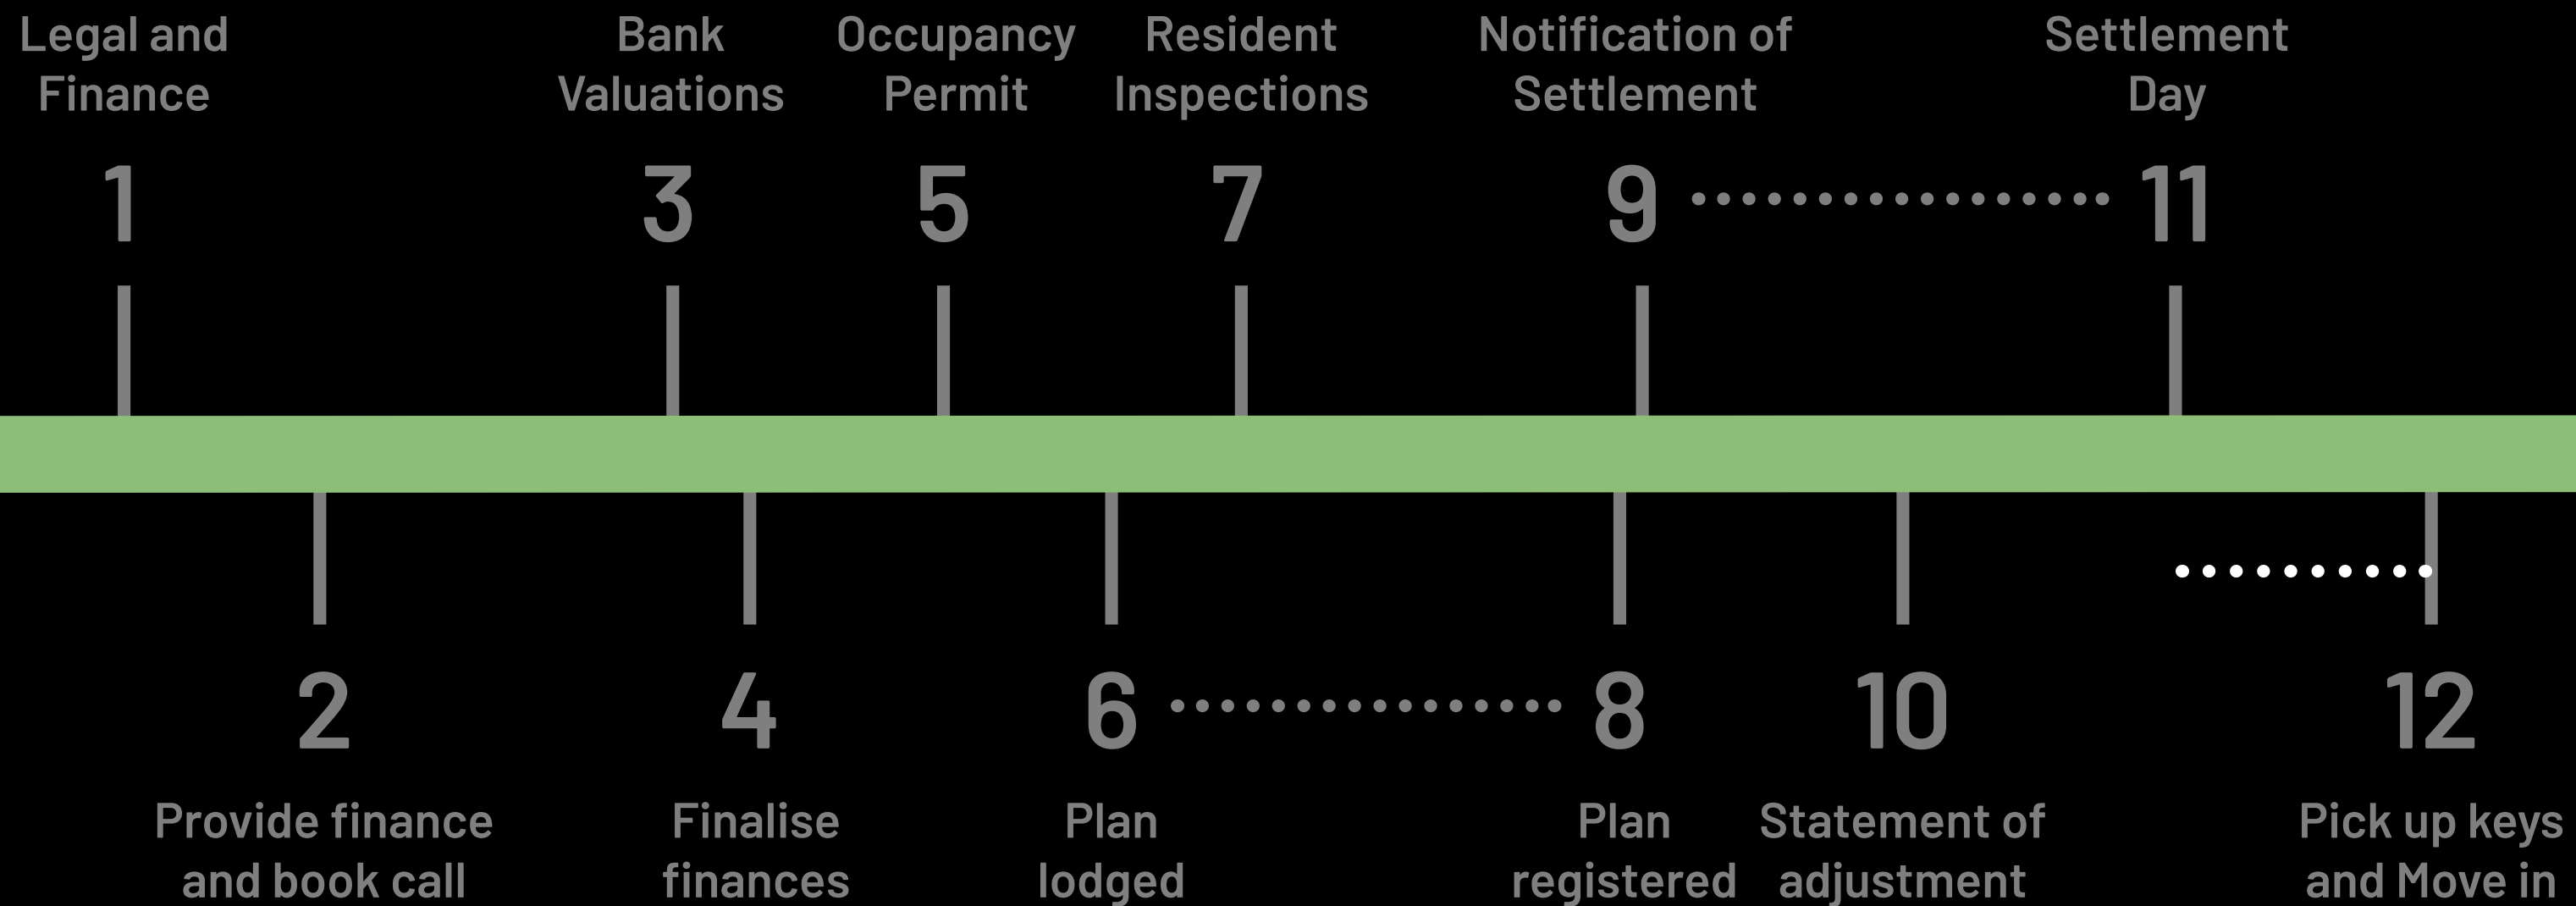 Legal and
Finance
1
Bank
Valuations
3
Occupancy
Permit
5
Resident
Inspections
7
Notification of
Settlement
9
Settlement
Day
11
2
Provide finance
and book call
4
Finalise
finances
6
Plan
lodged
8
Plan
registered
10
Statement of
adjustment
12
Pick up keys
and Move in